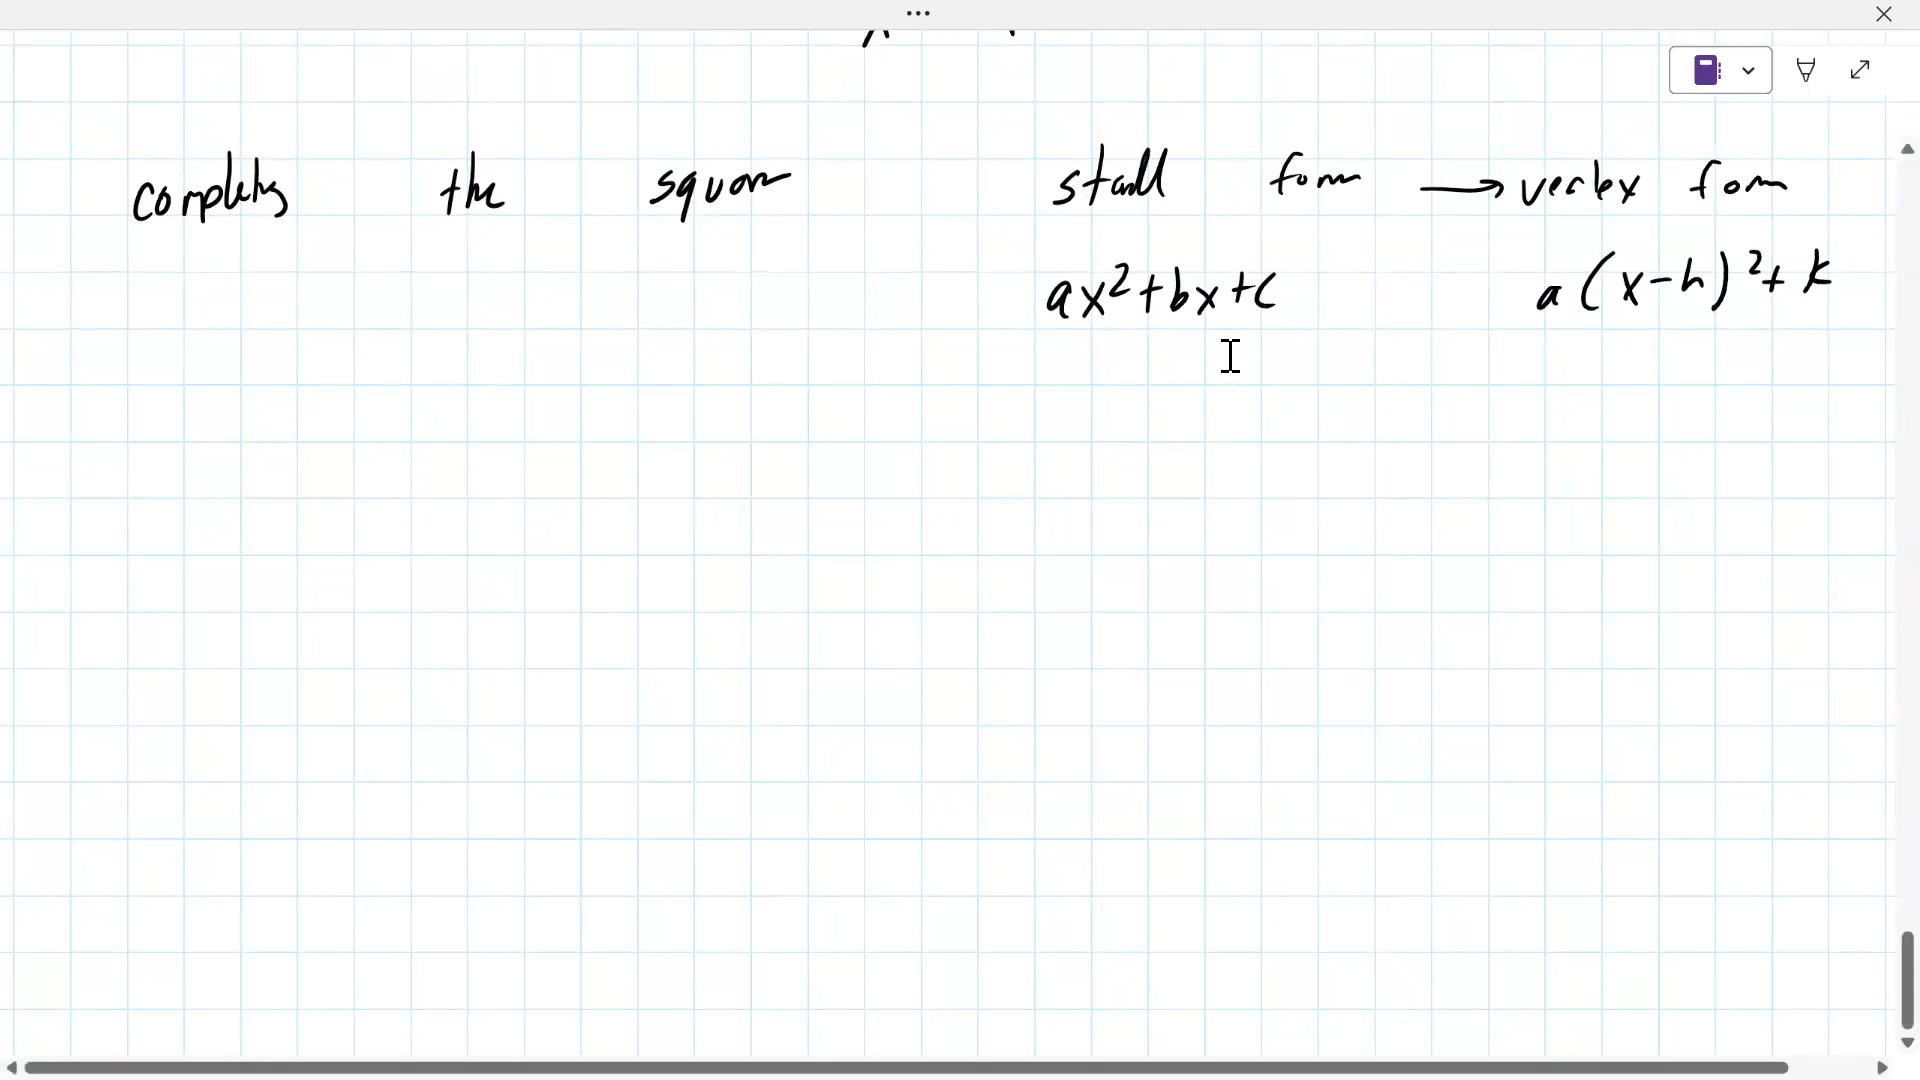 completing the square standard form → vertex form
ax²+bx+c a(x-h)²+k